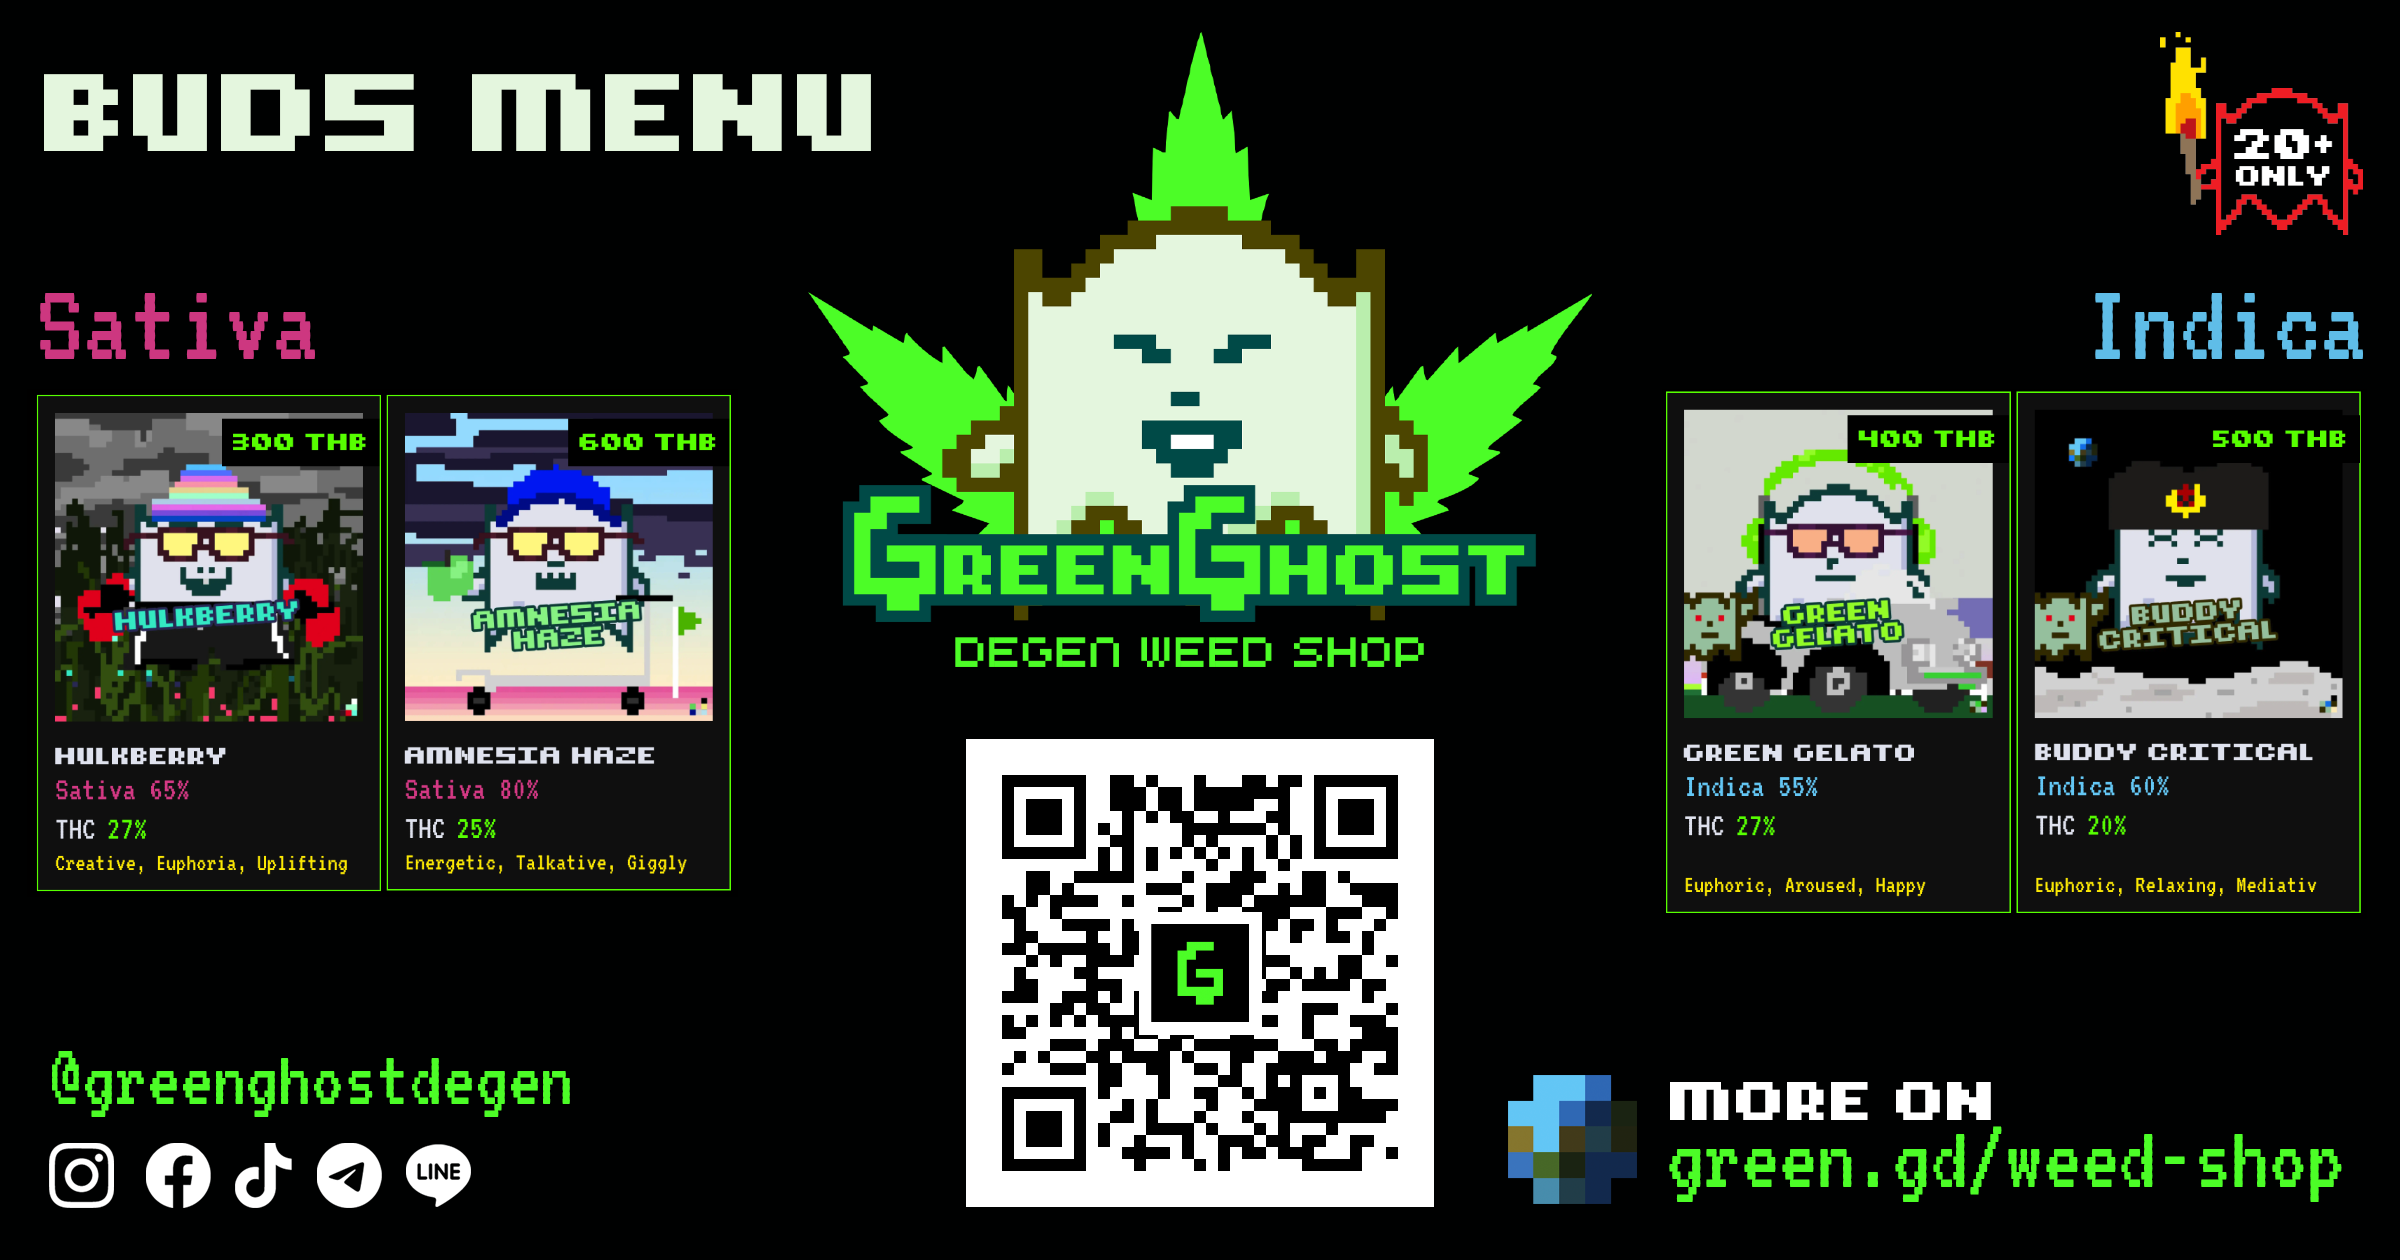 BUDS MENU
20+
ONLY
Sativa
Indica
300 THB
HULKBERRY
HULKBERRY
Sativa 65%
THC 27%
Creative, Euphoria, Uplifting
600 THB
AMNESIA
HAZE
AMNESIA HAZE
Sativa 80%
THC 25%
Energetic, Talkative, Giggly
GREENGHOST
DEGEN WEED SHOP
G
400 THB
GREEN
GELATO
GREEN GELATO
Indica 55%
THC 27%
Euphoric, Aroused, Happy
500 THB
BUDDY
CRITICAL
BUDDY CRITICAL
Indica 60%
THC 20%
Euphoric, Relaxing, Mediativ
@greenghostdegen
LINE
MORE ON
green.gd/weed-shop